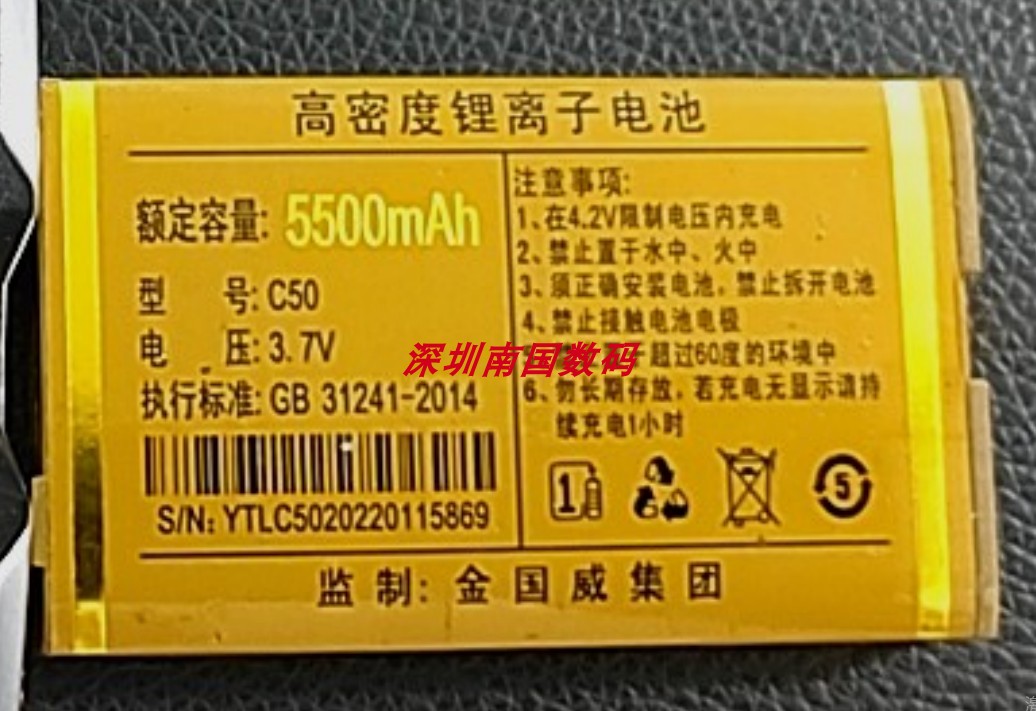 高密度锂离子电池
额定容量: 5500mAh
型 号: C50
电 压: 3.7V
执行标准: GB 31241-2014
S/N: YTLC5020220115869
注意事项:
1、在4.2V限制电压内充电
2、禁止置于水中、火中
3、须正确安装电池，禁止拆开电池
4、禁止接触电池电极
超过60度的环境中
6、勿长期存放，若充电无显示请持
续充电1小时
1
5
监制: 金国威集团
深圳南国数码